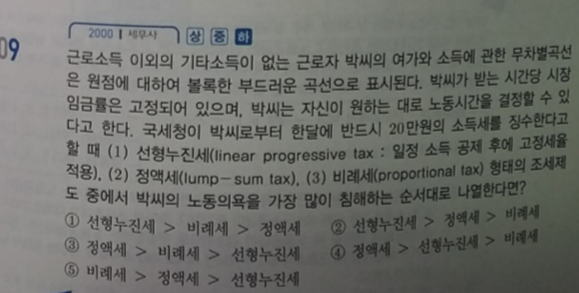 09
2000 | 세무사 상 중 하
근로소득 이외의 기타소득이 없는 근로자 박씨의 여가와 소득에 관한 무차별곡선
은 원점에 대하여 볼록한 부드러운 곡선으로 표시된다. 박씨가 받는 시간당 시장
임금률은 고정되어 있으며, 박씨는 자신이 원하는 대로 노동시간을 결정할 수 있
다고 한다. 국세청이 박씨로부터 한달에 반드시 20만원의 소득세를 징수한다고
할 때 (1) 선형누진세(linear progressive tax : 일정 소득 공제 후에 고정세율
적용), (2) 정액세(lump-sum tax), (3) 비례세(proportional tax) 형태의 조세제
도 중에서 박씨의 노동의욕을 가장 많이 침해하는 순서대로 나열한다면?
① 선형누진세 > 비례세 > 정액세 ② 선형누진세 > 정액세 > 비례세
③ 정액세 > 비례세 > 선형누진세 ④ 정액세 > 선형누진세 > 비례세
⑤ 비례세 > 정액세 > 선형누진세